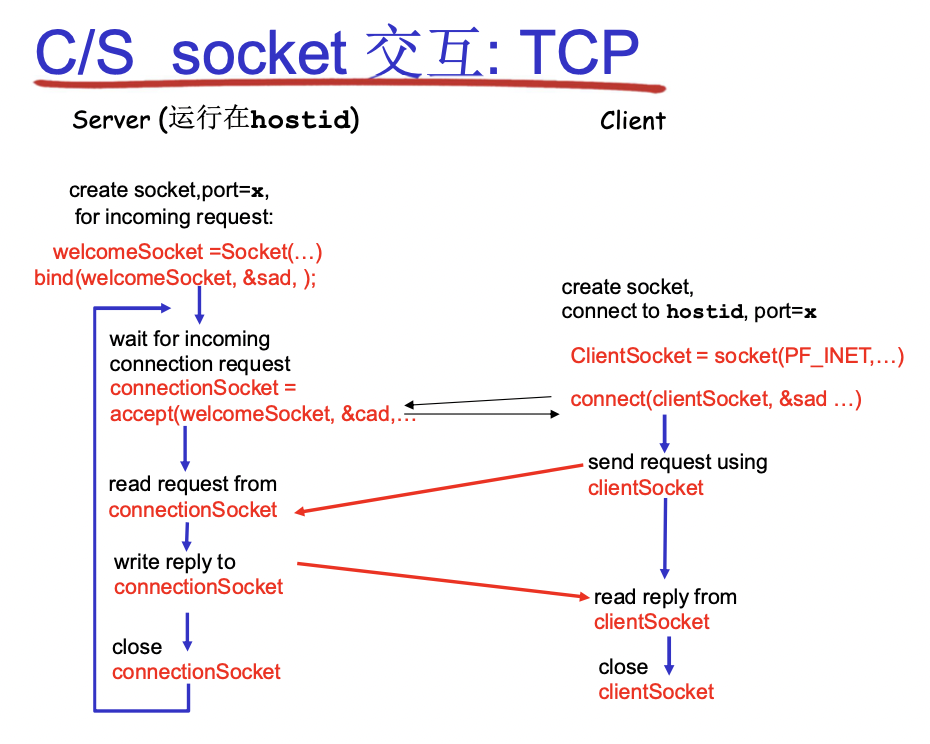 C/S socket 交互: TCP
Server (运行在hostid)
Client
create socket,port=x,
for incoming request:
welcomeSocket =Socket(…)
bind(welcomeSocket, &sad, );
wait for incoming
connection request
connectionSocket =
accept(welcomeSocket, &cad,…
read request from
connectionSocket
write reply to
connectionSocket
close
connectionSocket
create socket,
connect to hostid, port=x
ClientSocket = socket(PF_INET,…)
connect(clientSocket, &sad …)
send request using
clientSocket
read reply from
clientSocket
close
clientSocket